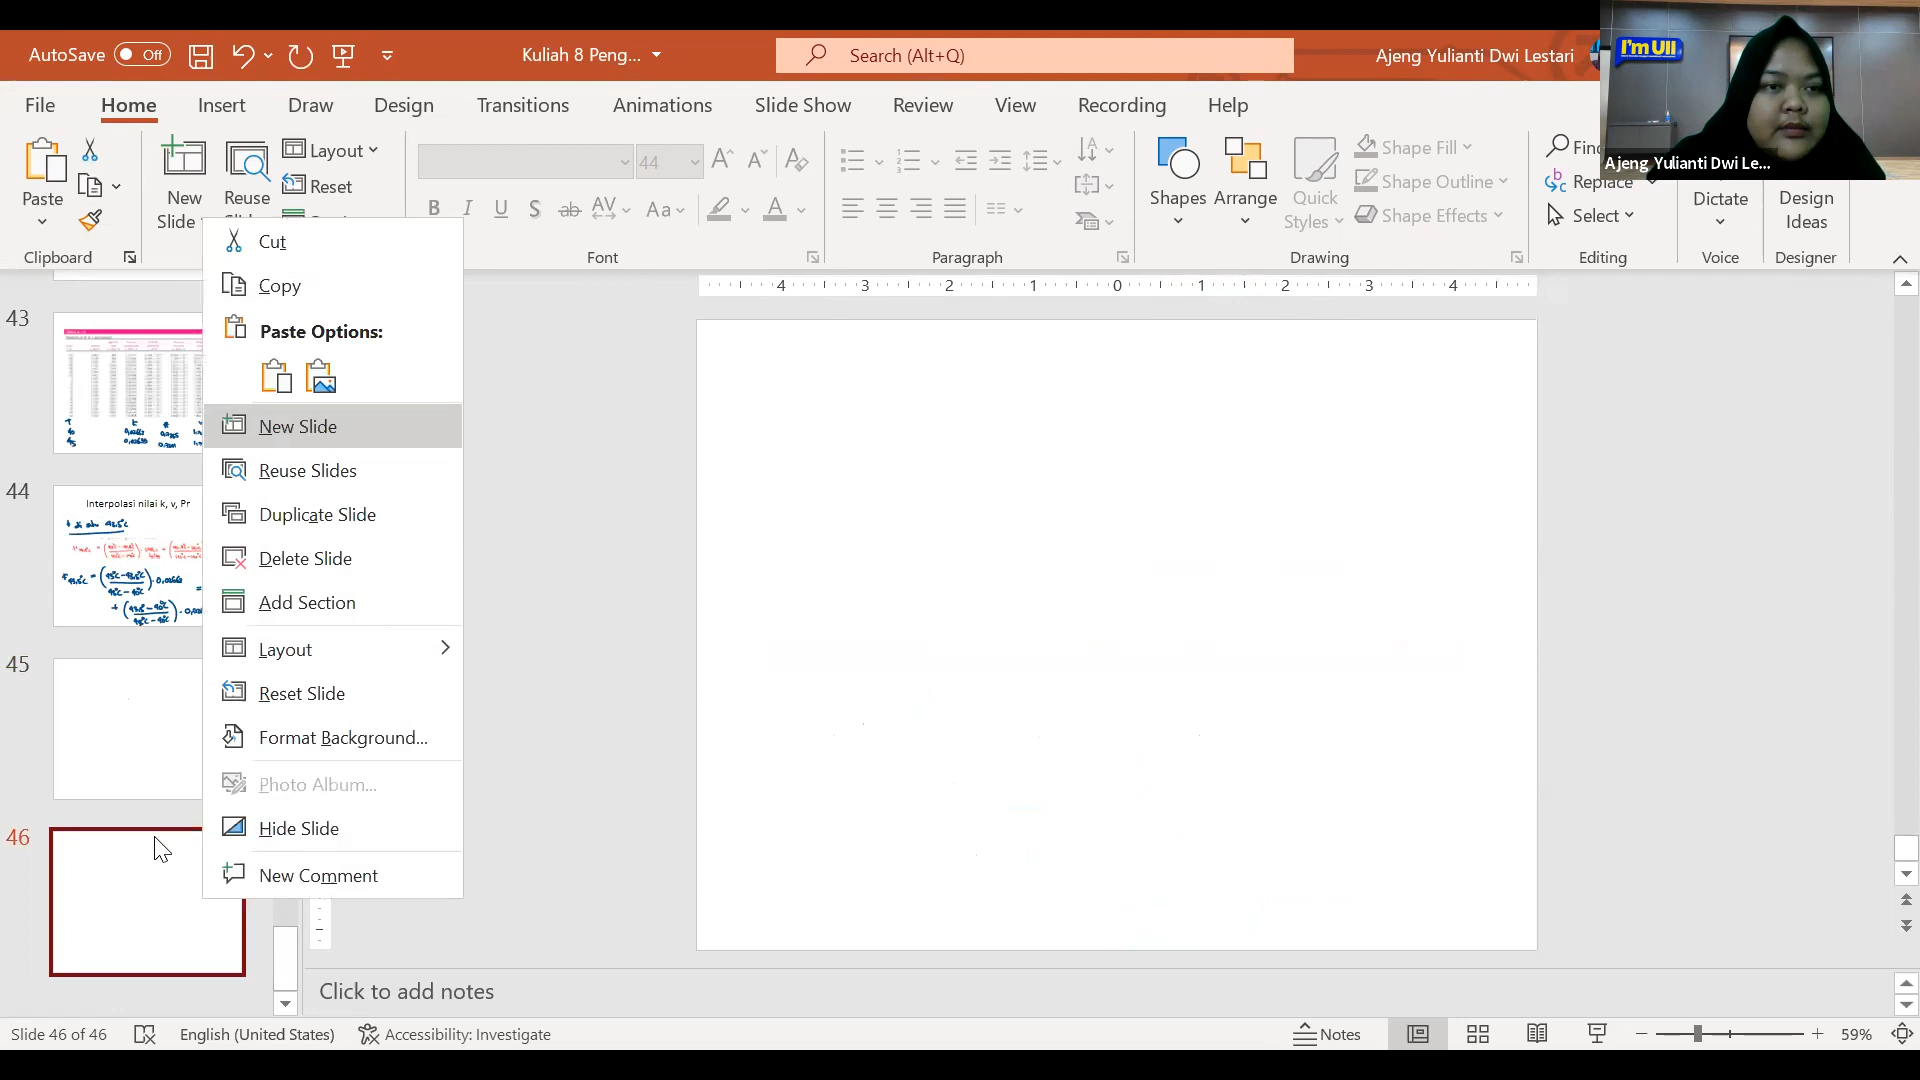 AutoSave Off
Kuliah 8 Peng...
Search (Alt+Q)
Ajeng Yulianti Dwi Lestari
I'm UII
Ajeng Yulianti Dwi Le...
File Home Insert Draw Design Transitions Animations Slide Show Review View Recording Help
Paste
New
Slide
Reuse
Layout
Reset
44
Shapes
Arrange
Quick
Styles
Shape Fill
Shape Outline
Shape Effects
Replace
Select
Dictate
Design
Ideas
Clipboard
Font
Paragraph
Drawing
Editing
Voice
Designer
Cut
Copy
Paste Options:
New Slide
Reuse Slides
Duplicate Slide
Delete Slide
Add Section
Layout
Reset Slide
Format Background...
Photo Album...
Hide Slide
New Comment
4 3 2 1 0 1 2 3 4
43
44
Interpolasi nilai k, v, Pr
45
46
Click to add notes
Slide 46 of 46
English (United States)
Accessibility: Investigate
Notes
59%